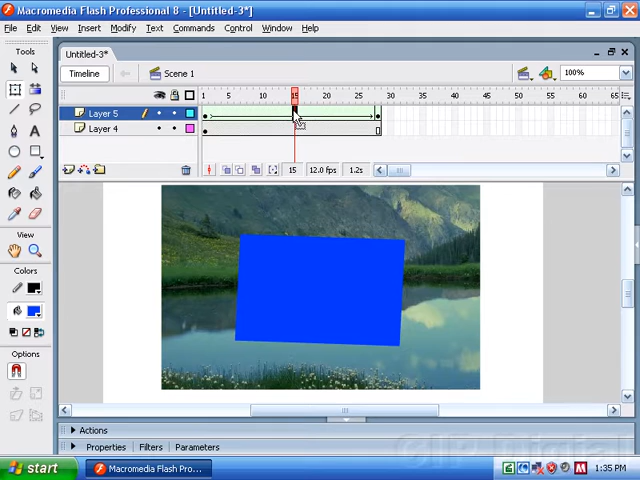 Macromedia Flash Professional 8 - [Untitled-3*]
File Edit View Insert Modify Text Commands Control Window Help
Tools
Untitled-3*
Timeline
Scene 1
100%
1 5 10 15 20 25 30 35 40 45 50 55 60 65
Layer 5
Layer 4
15 12.0 fps 1.2s
View
Colors
Options
Actions
Properties Filters Parameters
start
Macromedia Flash Pro...
1:35 PM